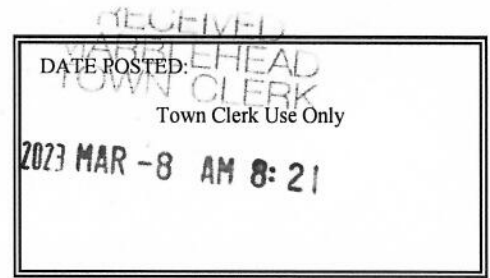 RECEIVED
MARBLEHEAD
TOWN CLERK
DATE POSTED:
Town Clerk Use Only
2023 MAR -8 AM 8:21